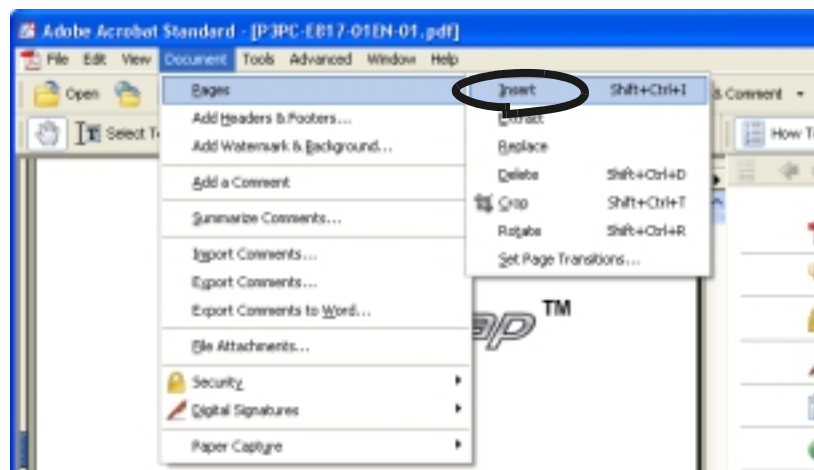 Adobe Acrobat Standard - [P3PC-E817-01EN-01.pdf]
File Edit View Document Tools Advanced Window Help
Open
Select T
Comment
How T
Pages
Add Headers & Footers...
Add Watermark & Background...
Add a Comment
Summarize Comments...
Import Comments...
Export Comments...
Export Comments to Word...
File Attachments...
Security
Digital Signatures
Paper Capture
Insert Shift+Ctrl+I
Extract
Replace
Delete Shift+Ctrl+D
Crop Shift+Ctrl+T
Rotate Shift+Ctrl+R
Set Page Transitions...
ap™